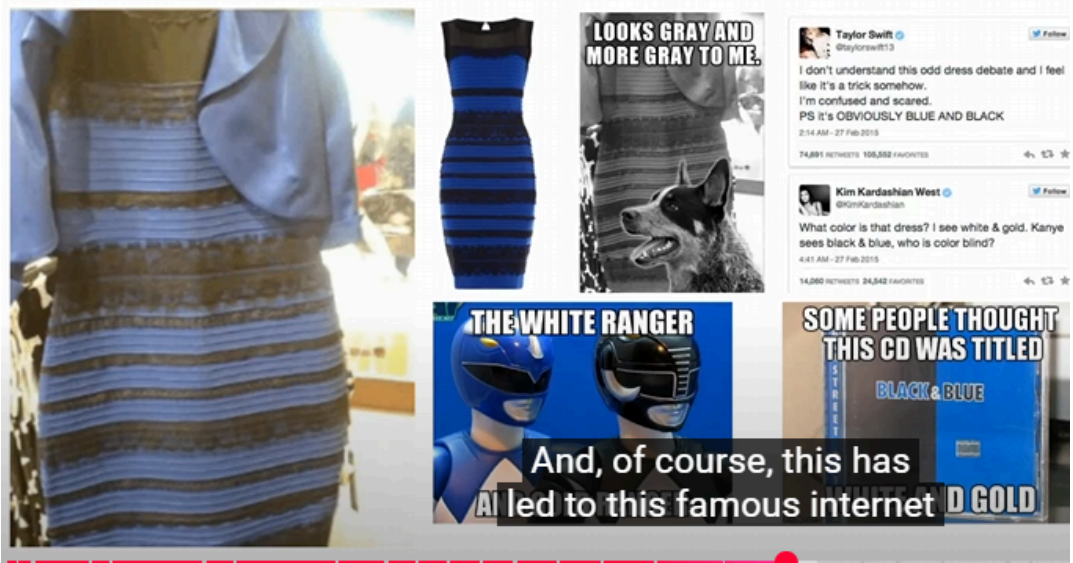 LOOKS GRAY AND
MORE GRAY TO ME.
Taylor Swift
@taylorswift13
Follow
I don't understand this odd dress debate and I feel
like it's a trick somehow.
I'm confused and scared.
PS it's OBVIOUSLY BLUE AND BLACK
2:14 AM - 27 Feb 2015
74,891 RETWEETS 105,552 FAVORITES
Kim Kardashian West
@KimKardashian
Follow
What color is that dress? I see white & gold. Kanye
sees black & blue, who is color blind?
4:41 AM - 27 Feb 2015
14,060 RETWEETS 24,542 FAVORITES
THE WHITE RANGER
SOME PEOPLE THOUGHT
THIS CD WAS TITLED
STREET
BLACK & BLUE
AND GOLD
And, of course, this has
led to this famous internet